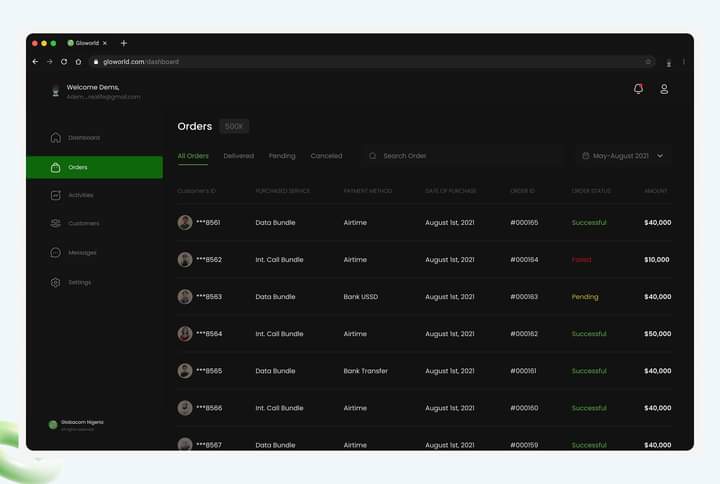 Gloworld
gloworld.com/dashboard
Welcome Dems,
Orders 500X
Dashboard
All Orders Delivered Pending Canceled Search Order May-August 2021
Orders
Customer's ID PURCHASED SERVICE PAYMENT METHOD DATE OF PURCHASE ORDER ID ORDER STATUS AMOUNT
Activities
Customers
Messages
Settings
***8561 Data Bundle Airtime August 1st, 2021 #000165 Successful $40,000
***8562 Int. Call Bundle Airtime August 1st, 2021 #000164 Failed $10,000
***8563 Data Bundle Bank USSD August 1st, 2021 #000163 Pending $40,000
***8564 Int. Call Bundle Airtime August 1st, 2021 #000162 Successful $50,000
***8565 Data Bundle Bank Transfer August 1st, 2021 #000161 Successful $40,000
***8566 Int. Call Bundle Airtime August 1st, 2021 #000160 Successful $40,000
***8567 Data Bundle Airtime August 1st, 2021 #000159 Successful $40,000
Globacom Nigeria
All rights reserved